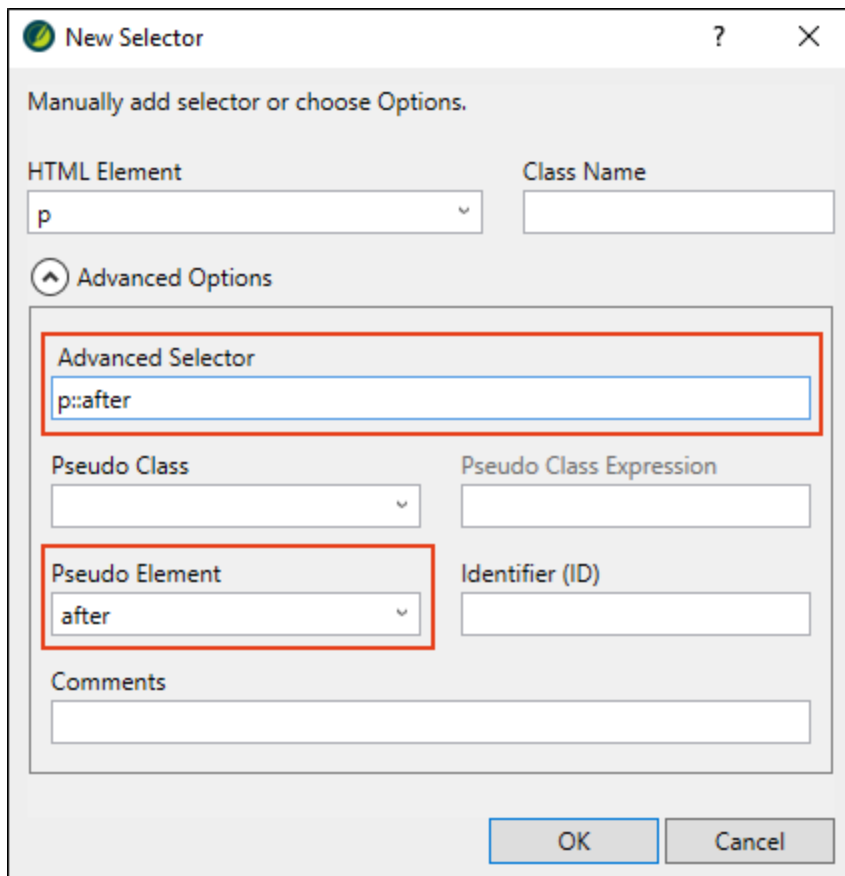 New Selector
?
Manually add selector or choose Options.
HTML Element
Class Name
p
Advanced Options
Advanced Selector
p::after
Pseudo Class
Pseudo Class Expression
Pseudo Element
Identifier (ID)
after
Comments
OK
Cancel